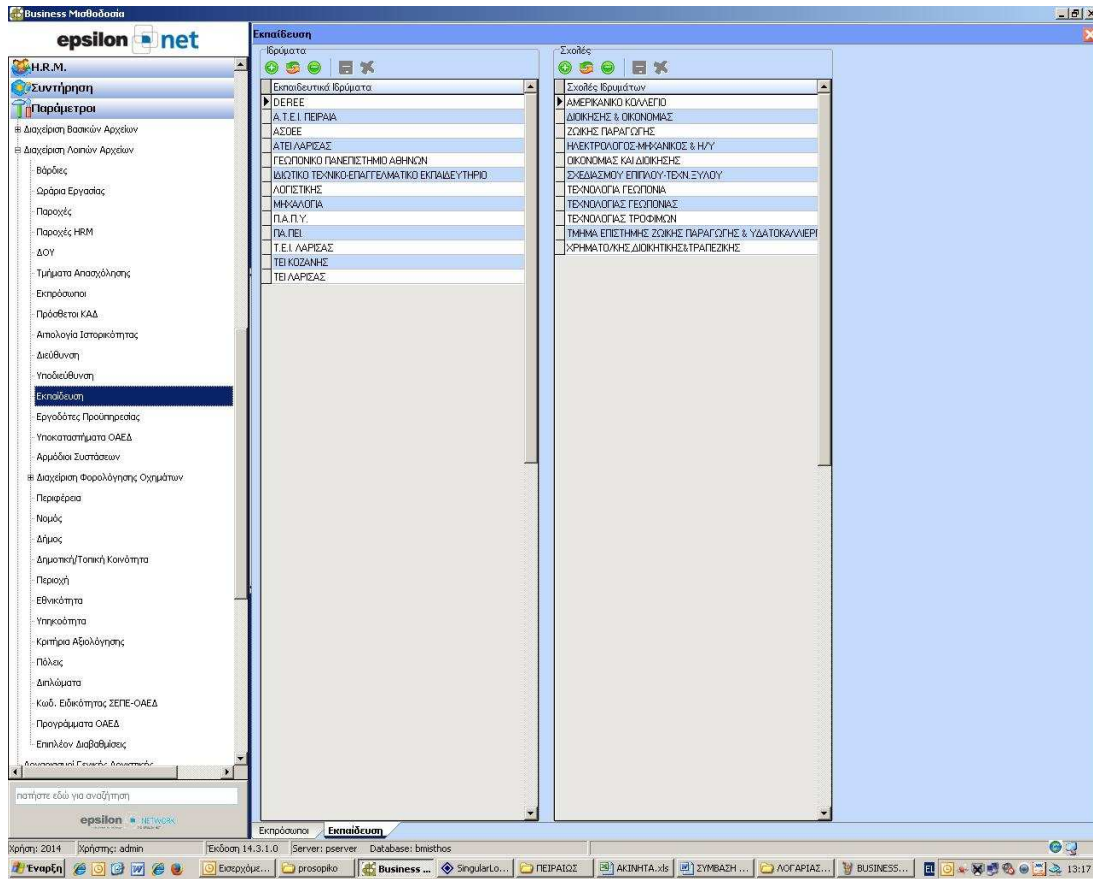 Business Μισθοδοσία
epsilon net
H.R.M.
Συντήρηση
Παράμετροι
Διαχείριση Βασικών Αρχείων
Διαχείριση Λοιπών Αρχείων
Βάρδιες
Ωράρια Εργασίας
Παροχές
Παροχές HRM
ΔΟΥ
Τμήματα Απασχόλησης
Εκπρόσωποι
Πρόσθετοι ΚΑΔ
Αιτιολογία Ιστορικότητας
Διεύθυνση
Υποδιεύθυνση
Εκπαίδευση
Εργοδότες Προϋπηρεσίας
Υποκαταστήματα ΟΑΕΔ
Αρμόδιοι Συστάσεων
Διαχείριση Φορολόγησης Οχημάτων
Περιφέρεια
Νομός
Δήμος
Δημοτική/Τοπική Κοινότητα
Περιοχή
Εθνικότητα
Υπηκοότητα
Κριτήρια Αξιολόγησης
Πόλεις
Διπλώματα
Κωδ. Ειδικότητας ΣΕΠΕ-ΟΑΕΔ
Προγράμματα ΟΑΕΔ
Επιπλέον Διαβαθμίσεις
Λογαριασμοί Γενικής Λογιστικής
πατήστε εδώ για αναζήτηση
epsilon NETWORK
Εκπαίδευση
Ιδρύματα
Εκπαιδευτικά Ιδρύματα
DEREE
Α.Τ.Ε.Ι. ΠΕΙΡΑΙΑ
ΑΣΟΕΕ
ΑΤΕΙ ΛΑΡΙΣΑΣ
ΓΕΩΠΟΝΙΚΟ ΠΑΝΕΠΙΣΤΗΜΙΟ ΑΘΗΝΩΝ
ΙΔΙΩΤΙΚΟ ΤΕΧΝΙΚΟ-ΕΠΑΓΓΕΛΜΑΤΙΚΟ ΕΚΠΑΙΔΕΥΤΗΡΙΟ
ΛΟΓΙΣΤΙΚΗΣ
ΜΗΧΑΛΟΓΙΑ
Π.Α.Π.Υ.
ΠΑ.ΠΕΙ.
Τ.Ε.Ι. ΛΑΡΙΣΑΣ
ΤΕΙ ΚΟΖΑΝΗΣ
ΤΕΙ ΛΑΡΙΣΑΣ
Σχολές
Σχολές Ιδρυμάτων
ΑΜΕΡΙΚΑΝΙΚΟ ΚΟΛΛΕΓΙΟ
ΔΙΟΙΚΗΣΗΣ & ΟΙΚΟΝΟΜΙΑΣ
ΖΩΙΚΗΣ ΠΑΡΑΓΩΓΗΣ
ΗΛΕΚΤΡΟΛΟΓΟΣ-ΜΗΧΑΝΙΚΟΣ & Η/Υ
ΟΙΚΟΝΟΜΙΑΣ ΚΑΙ ΔΙΟΙΚΗΣΗΣ
ΣΧΕΔΙΑΣΜΟΥ ΕΠΙΠΛΟΥ-ΤΕΧΝ.ΞΥΛΟΥ
ΤΕΧΝΟΛΟΓΙΑ ΓΕΩΠΟΝΙΑ
ΤΕΧΝΟΛΟΓΙΑΣ ΓΕΩΠΟΝΙΑΣ
ΤΕΧΝΟΛΟΓΙΑΣ ΤΡΟΦΙΜΩΝ
ΤΜΗΜΑ ΕΠΙΣΤΗΜΗΣ ΖΩΙΚΗΣ ΠΑΡΑΓΩΓΗΣ & ΥΔΑΤΟΚΑΛΛΙΕΡΓ
ΧΡΗΜΑΤΟ/ΚΗΣ,ΔΙΟΙΚΗΤΙΚΗΣ&ΤΡΑΠΕΖΙΚΗΣ
Εκπρόσωποι Εκπαίδευση
Χρήση: 2014 Χρήστης: admin Έκδοση 14.3.1.0 Server: pserver Database: bmisthos
Έναρξη Εισερχόμε... prosopiko Business ... SingularLo... ΠΕΙΡΑΙΩΣ ΑΚΙΝΗΤΑ.xls ΣΥΜΒΑΣΗ ... ΛΟΓΑΡΙΑΣ... BUSINESS... EL 13:17